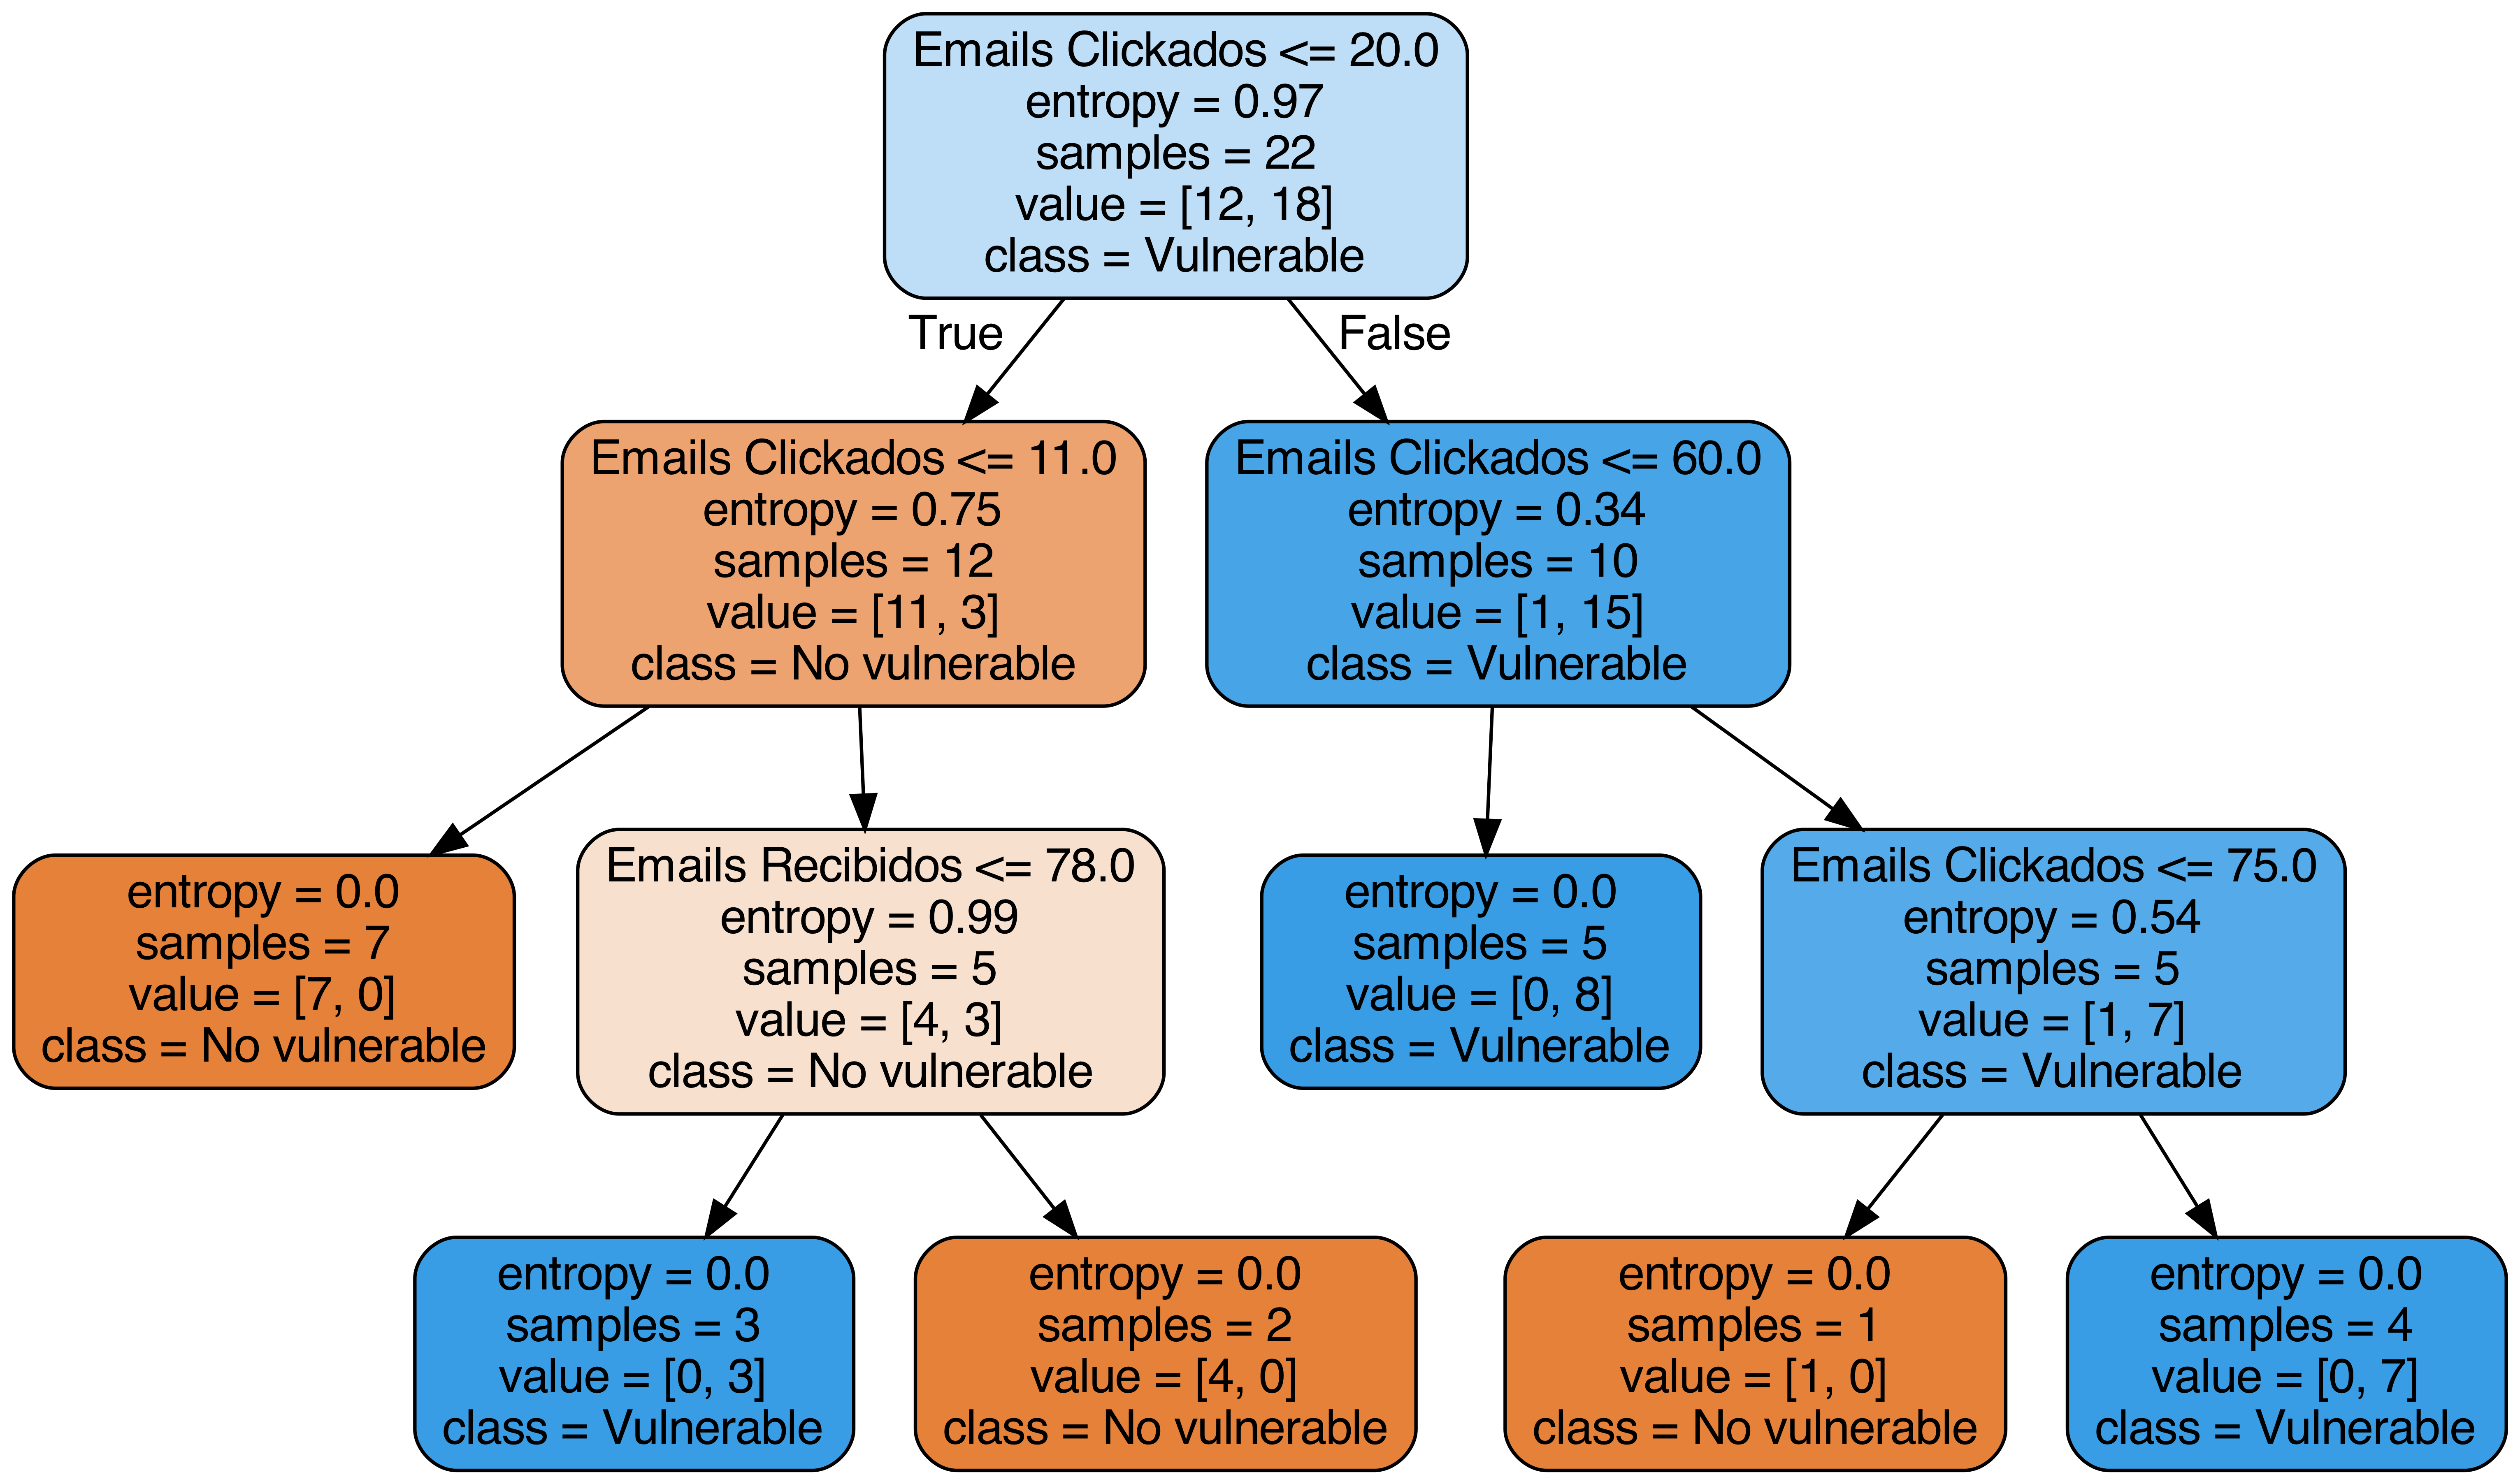 Emails Clickados <= 20.0
entropy = 0.97
samples = 22
value = [12, 18]
class = Vulnerable
True
False
Emails Clickados <= 11.0
entropy = 0.75
samples = 12
value = [11, 3]
class = No vulnerable
Emails Clickados <= 60.0
entropy = 0.34
samples = 10
value = [1, 15]
class = Vulnerable
entropy = 0.0
samples = 7
value = [7, 0]
class = No vulnerable
Emails Recibidos <= 78.0
entropy = 0.99
samples = 5
value = [4, 3]
class = No vulnerable
entropy = 0.0
samples = 5
value = [0, 8]
class = Vulnerable
Emails Clickados <= 75.0
entropy = 0.54
samples = 5
value = [1, 7]
class = Vulnerable
entropy = 0.0
samples = 3
value = [0, 3]
class = Vulnerable
entropy = 0.0
samples = 2
value = [4, 0]
class = No vulnerable
entropy = 0.0
samples = 1
value = [1, 0]
class = No vulnerable
entropy = 0.0
samples = 4
value = [0, 7]
class = Vulnerable